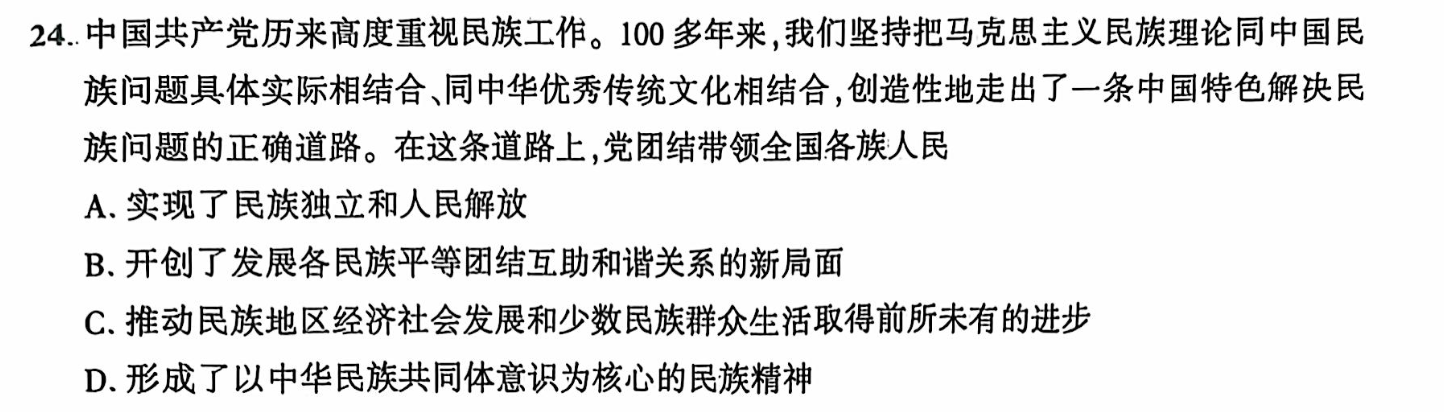 24. 中国共产党历来高度重视民族工作。100 多年来,我们坚持把马克思主义民族理论同中国民
族问题具体实际相结合、同中华优秀传统文化相结合,创造性地走出了一条中国特色解决民
族问题的正确道路。在这条道路上,党团结带领全国各族人民
A. 实现了民族独立和人民解放
B. 开创了发展各民族平等团结互助和谐关系的新局面
C. 推动民族地区经济社会发展和少数民族群众生活取得前所未有的进步
D. 形成了以中华民族共同体意识为核心的民族精神